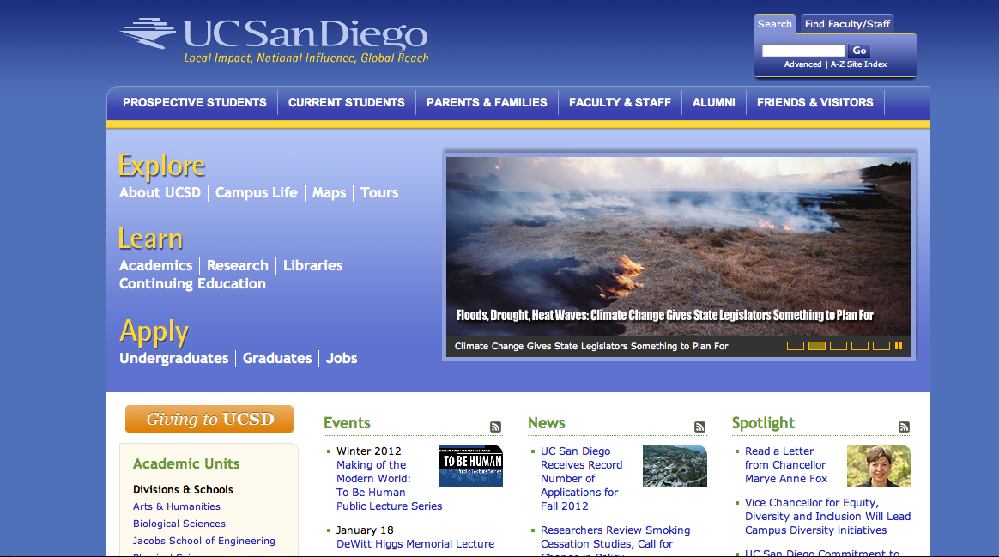 UC San Diego
Local Impact, National Influence, Global Reach
Search
Find Faculty/Staff
Go
Advanced | A-Z Site Index
PROSPECTIVE STUDENTS
CURRENT STUDENTS
PARENTS & FAMILIES
FACULTY & STAFF
ALUMNI
FRIENDS & VISITORS
Explore
About UCSD
Campus Life
Maps
Tours
Learn
Academics
Research
Libraries
Continuing Education
Apply
Undergraduates
Graduates
Jobs
Floods, Drought, Heat Waves: Climate Change Gives State Legislators Something to Plan For
Climate Change Gives State Legislators Something to Plan For
Giving to UCSD
Academic Units
Divisions & Schools
Arts & Humanities
Biological Sciences
Jacobs School of Engineering
Events
Winter 2012
Making of the
Modern World:
To Be Human
Public Lecture Series
TO BE HUMAN
Public Lecture Series
January 18
DeWitt Higgs Memorial Lecture
News
UC San Diego
Receives Record
Number of
Applications for
Fall 2012
Researchers Review Smoking
Cessation Studies, Call for
Change in Policy
Spotlight
Read a Letter
from Chancellor
Marye Anne Fox
Vice Chancellor for Equity,
Diversity and Inclusion Will Lead
Campus Diversity initiatives
UC San Diego Commitment to